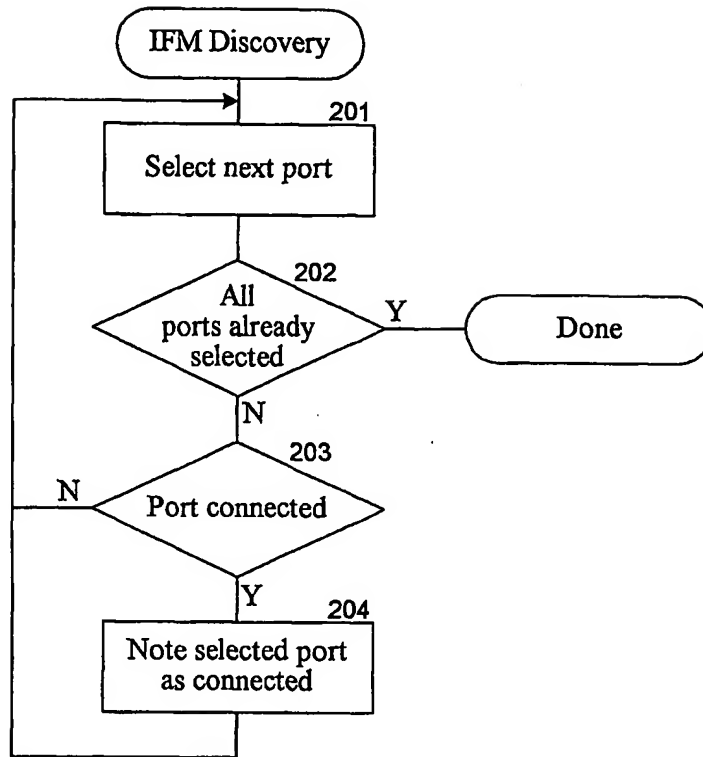 IFM Discovery
201
Select next port
202
All
ports already
selected
Y
Done
N
203
N
Port connected
Y
204
Note selected port
as connected